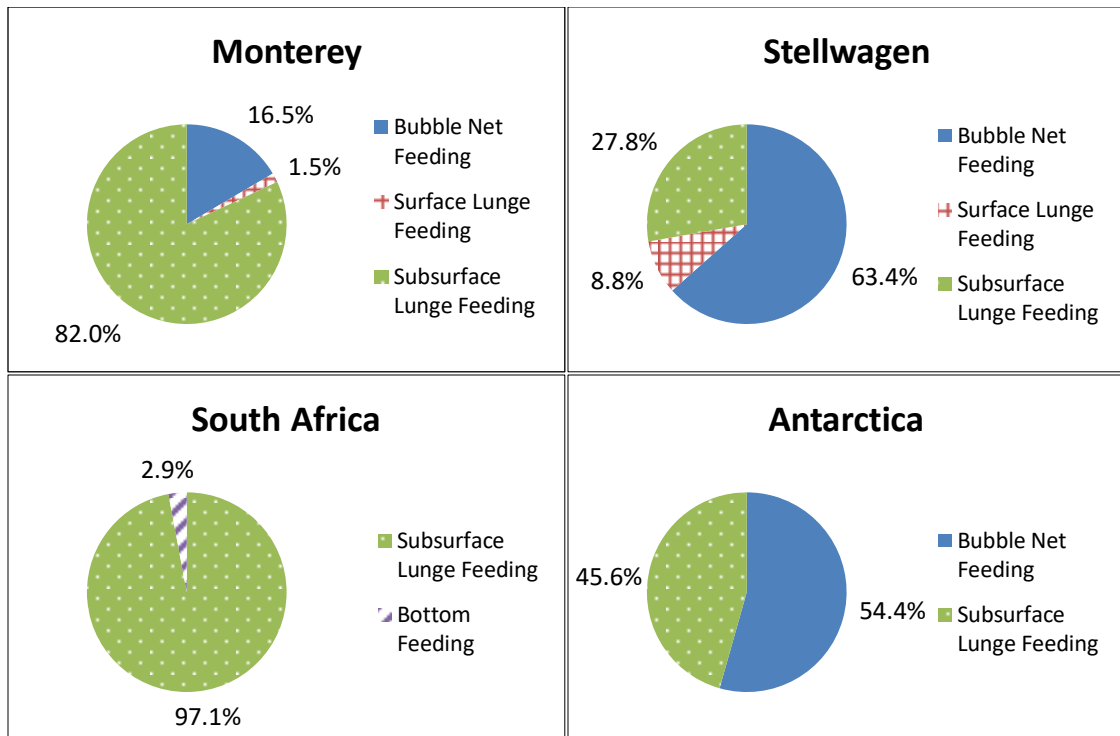 Monterey
16.5%
1.5%
82.0%
Bubble Net
Feeding
Surface Lunge
Feeding
Subsurface
Lunge Feeding
Stellwagen
27.8%
8.8%
63.4%
Bubble Net
Feeding
Surface Lunge
Feeding
Subsurface
Lunge Feeding
South Africa
2.9%
97.1%
Subsurface
Lunge Feeding
Bottom
Feeding
Antarctica
45.6%
54.4%
Bubble Net
Feeding
Subsurface
Lunge Feeding